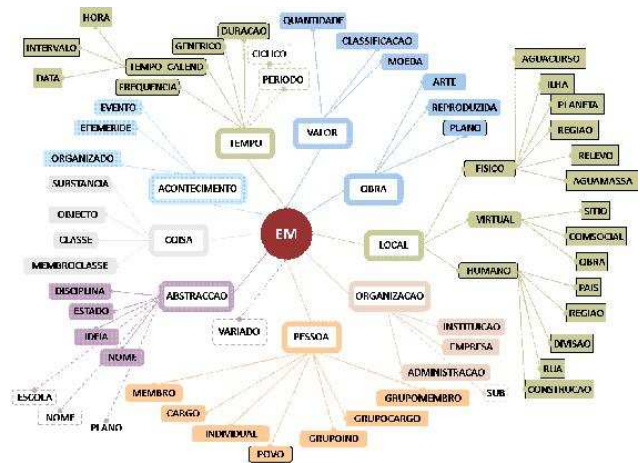 HORA
INTERVALO
DATA
TEMPO_CALEND
FREQUENCIA
GENERICO
DURACAO
CICLICO
PERIODO
TEMPO
QUANTIDADE
CLASSIFICACAO
MOEDA
VALOR
ARTE
REPRODUZIDA
PLANO
OBRA
EVENTO
EFEMERIDE
ORGANIZADO
ACONTECIMENTO
SUBSTANCIA
OBJECTO
CLASSE
MEMBROCLASSE
COISA
EM
AGUACURSO
ILHA
PLANETA
REGIAO
RELEVO
AGUAMASSA
FISICO
VIRTUAL
SITIO
COMSOCIAL
OBRA
LOCAL
HUMANO
PAIS
REGIAO
DIVISAO
RUA
CONSTRUCAO
DISCIPLINA
ESTADO
IDEIA
NOME
ABSTRACCAO
ESCOLA
NOME
PLANO
VARIADO
ORGANIZACAO
INSTITUICAO
EMPRESA
ADMINISTRACAO
SUB
PESSOA
MEMBRO
CARGO
INDIVIDUAL
POVO
GRUPOIND
GRUPOCARGO
GRUPOMEMBRO